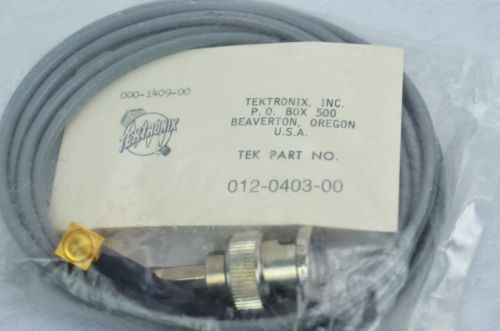 000-1409-00
TEKTRONIX
TEKTRONIX, INC.
P.O. BOX 500
BEAVERTON, OREGON
U.S.A.
TEK PART NO.
012-0403-00